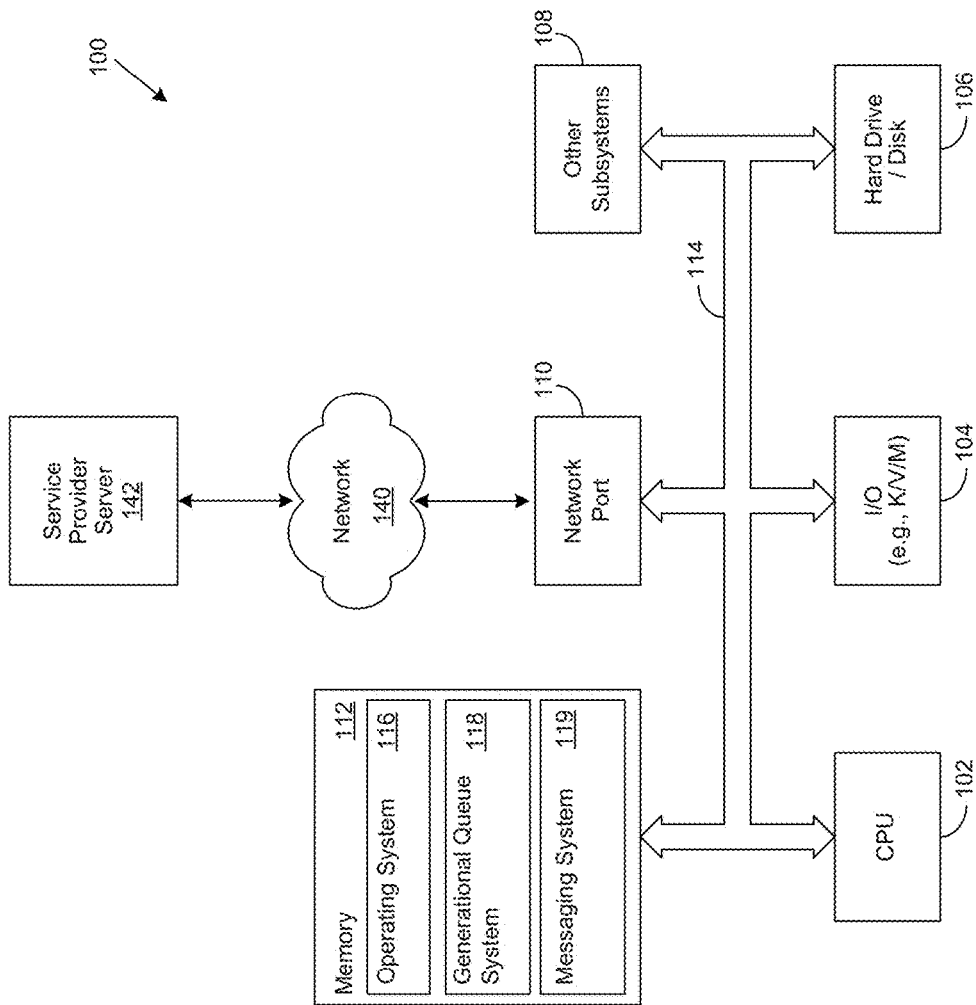 100
Service
Provider
Server
142
Network
140
Memory
112
Operating System
116
Generational Queue
System
118
Messaging System
119
Network
Port
110
Other
Subsystems
108
114
CPU
102
I/O
(e.g., K/V/M)
104
Hard Drive
/ Disk
106